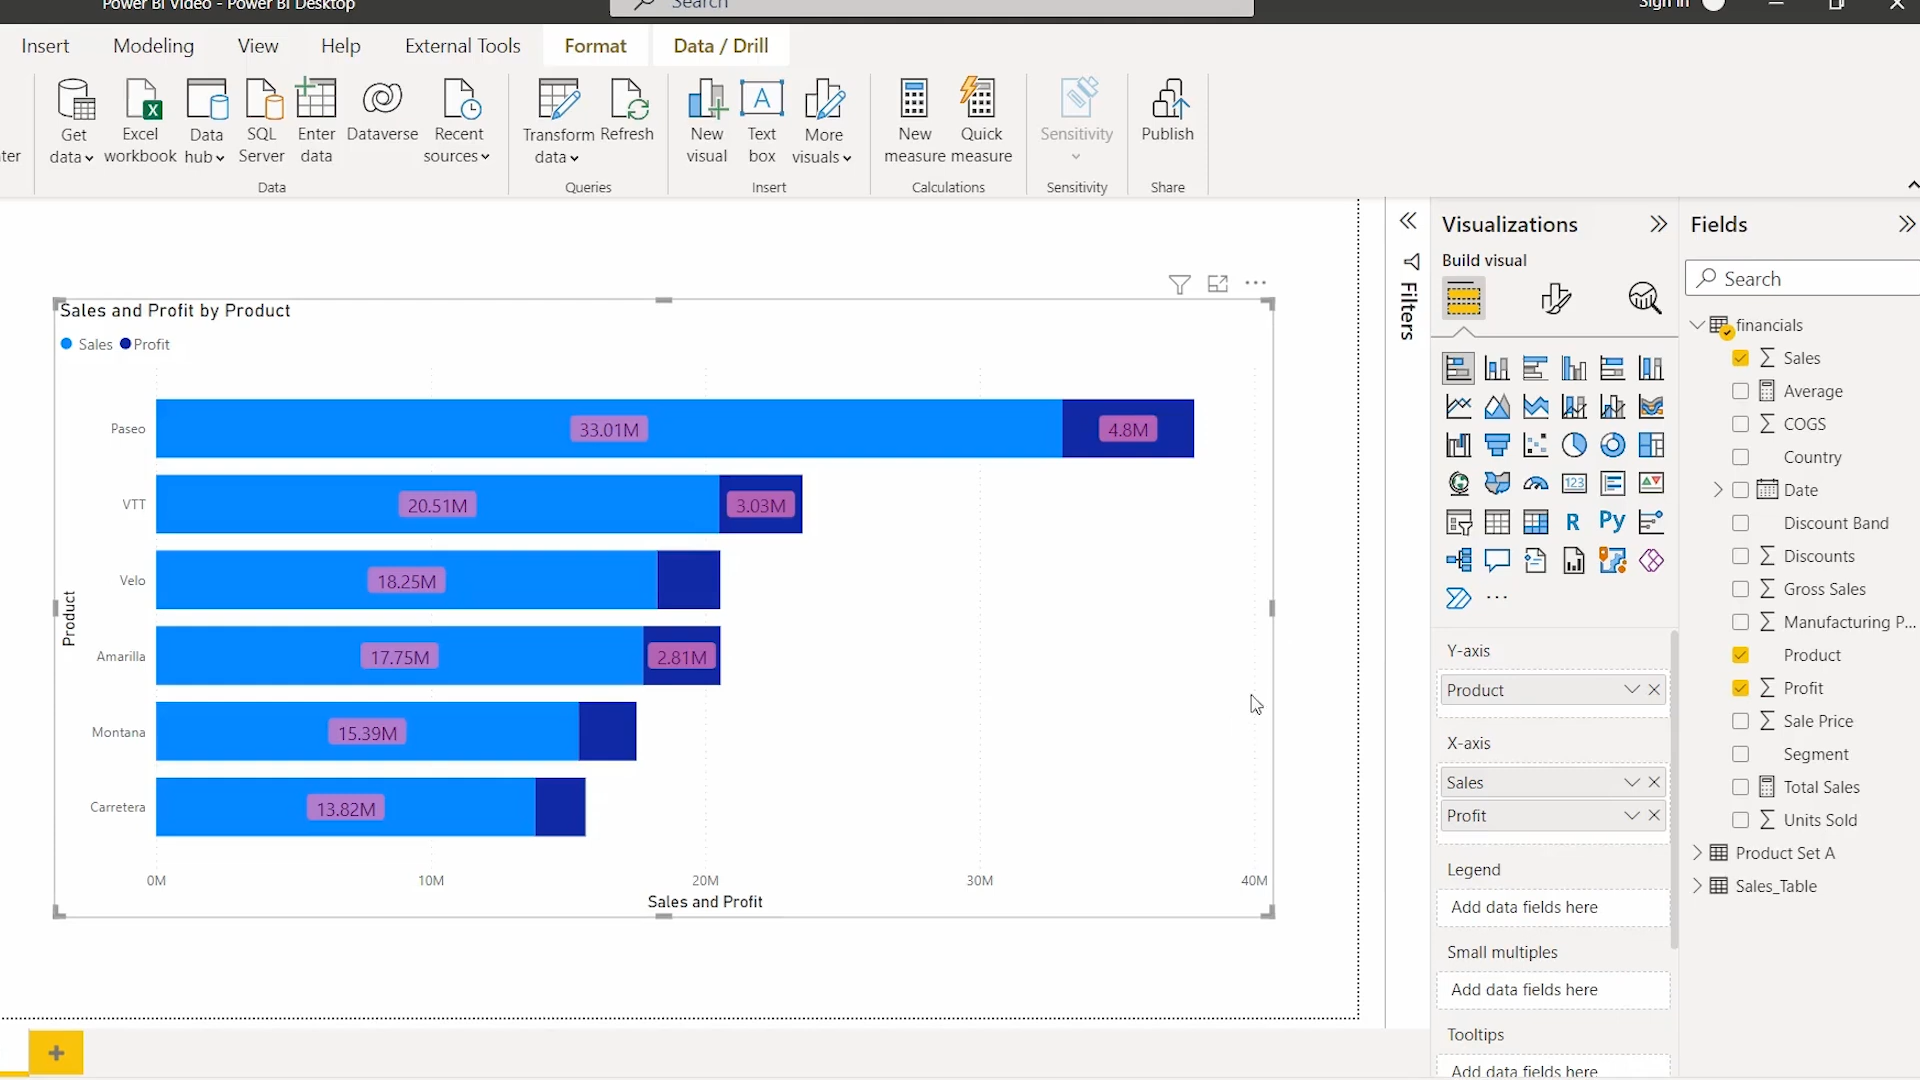 Power BI Video - Power BI Desktop
Search
Sign in
Insert
Modeling
View
Help
External Tools
Format
Data / Drill
ter
Get data
Excel workbook
Data hub
SQL Server
Enter data
Dataverse
Recent sources
Data
Transform data
Refresh
Queries
New visual
Text box
More visuals
Insert
New measure
Quick measure
Calculations
Sensitivity
Sensitivity
Publish
Share
Sales and Profit by Product
Sales
Profit
Product
Paseo
33.01M
4.8M
VTT
20.51M
3.03M
Velo
18.25M
Amarilla
17.75M
2.81M
Montana
15.39M
Carretera
13.82M
0M
10M
20M
30M
40M
Sales and Profit
Filters
Visualizations
Build visual
123
R
Py
Y-axis
Product
X-axis
Sales
Profit
Legend
Add data fields here
Small multiples
Add data fields here
Tooltips
Add data fields here
Fields
Search
financials
Sales
Average
COGS
Country
Date
Discount Band
Discounts
Gross Sales
Manufacturing P...
Product
Profit
Sale Price
Segment
Total Sales
Units Sold
Product Set A
Sales_Table